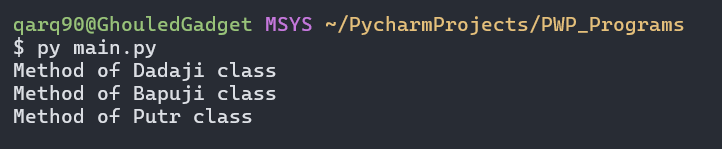 qarq90@GhouledGadget MSYS ~/PycharmProjects/PWP_Programs
$ py main.py
Method of Dadaji class
Method of Bapuji class
Method of Putr class